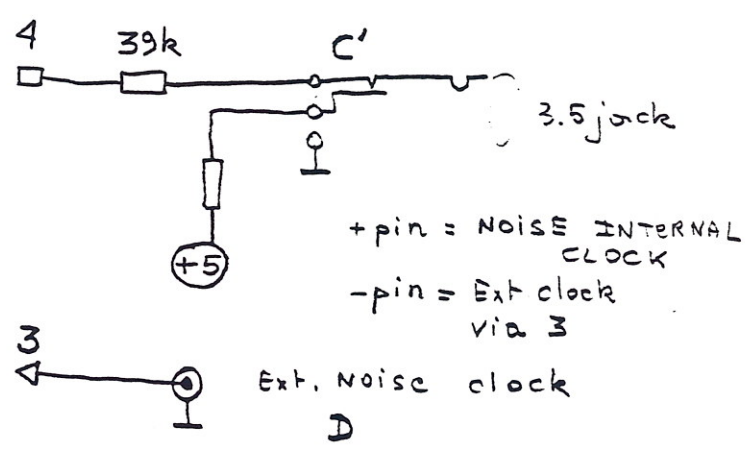 4
39k
C'
3.5 jack
+5
+pin = NOISE INTERNAL
CLOCK
-pin = Ext clock
via 3
3
Ext. Noise clock
D